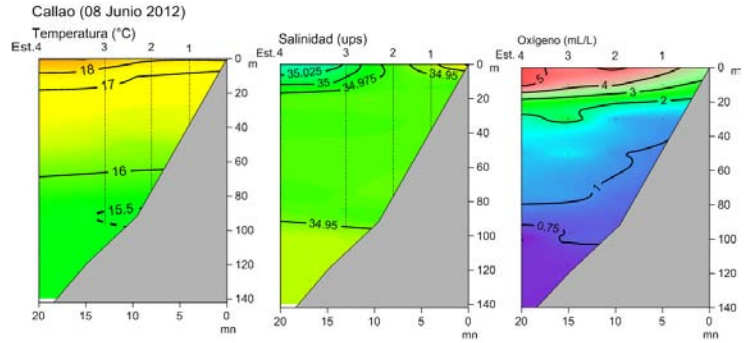 Callao (08 Junio 2012)
Temperatura (°C)
Est.4 3 2 1
m
0
20
40
60
80
100
120
140
18
17
16
15.5
20 15 10 5 0
mn
Salinidad (ups)
Est. 4 3 2 1
m
0
20
40
60
80
100
120
140
35.025
35
34.975
34.95
34.95
20 15 10 5 0
mn
Oxígeno (mL/L)
Est. 4 3 2 1
m
0
20
40
60
80
100
120
140
5
4
3
2
1
0.75
20 15 10 5 0
mn